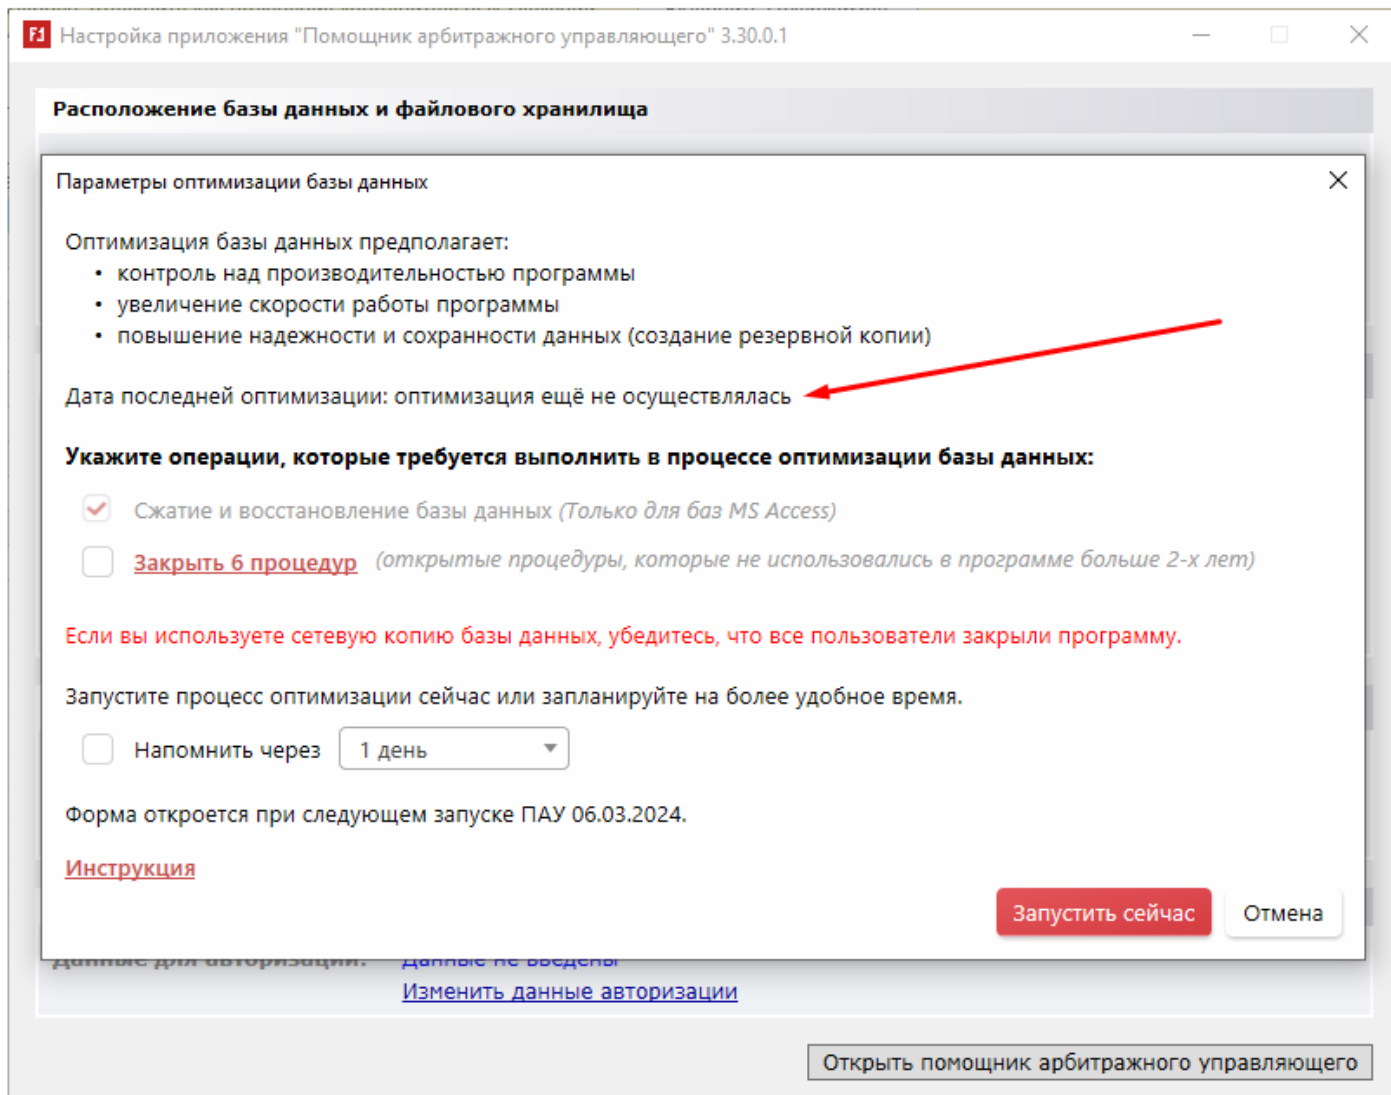 Настройка приложения "Помощник арбитражного управляющего" 3.30.0.1
Расположение базы данных и файлового хранилища
Параметры оптимизации базы данных
Оптимизация базы данных предполагает:
• контроль над производительностью программы
• увеличение скорости работы программы
• повышение надежности и сохранности данных (создание резервной копии)
Дата последней оптимизации: оптимизация ещё не осуществлялась
Укажите операции, которые требуется выполнить в процессе оптимизации базы данных:
Сжатие и восстановление базы данных (Только для баз MS Access)
Закрыть 6 процедур (открытые процедуры, которые не использовались в программе больше 2-х лет)
Если вы используете сетевую копию базы данных, убедитесь, что все пользователи закрыли программу.
Запустите процесс оптимизации сейчас или запланируйте на более удобное время.
Напомнить через 1 день
Форма откроется при следующем запуске ПАУ 06.03.2024.
Инструкция
Запустить сейчас Отмена
Данные для авторизации: Данные не введены
Изменить данные авторизации
Открыть помощник арбитражного управляющего